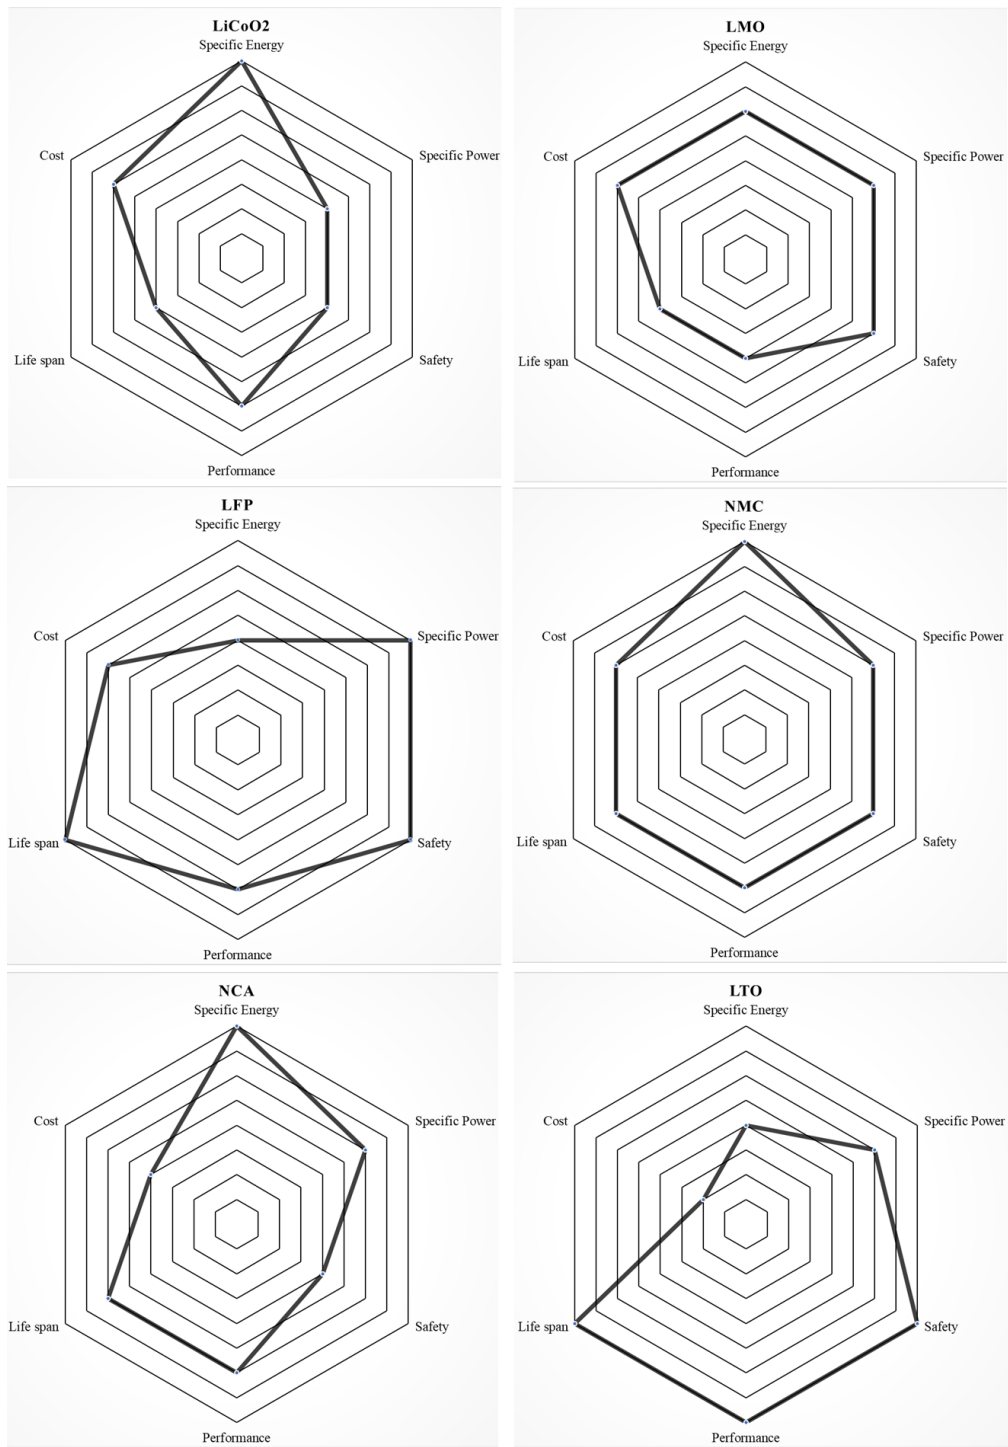 LiCoO2
Specific Energy
Cost
Specific Power
Life span
Safety
Performance
LMO
Specific Energy
Cost
Specific Power
Life span
Safety
Performance
LFP
Specific Energy
Cost
Specific Power
Life span
Safety
Performance
NMC
Specific Energy
Cost
Specific Power
Life span
Safety
Performance
NCA
Specific Energy
Cost
Specific Power
Life span
Safety
Performance
LTO
Specific Energy
Cost
Specific Power
Life span
Safety
Performance